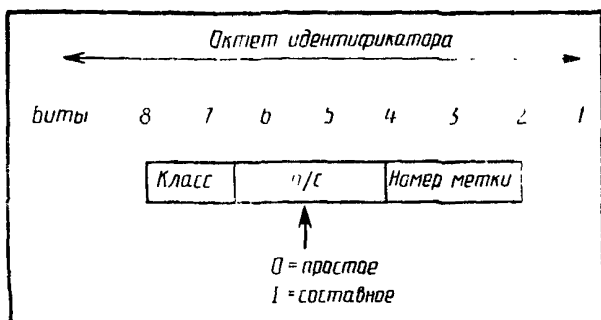 Октет идентификатора
Биты 8 7 6 5 4 3 2 1
Класс п/с Номер метки
0 = простое
1 = составное